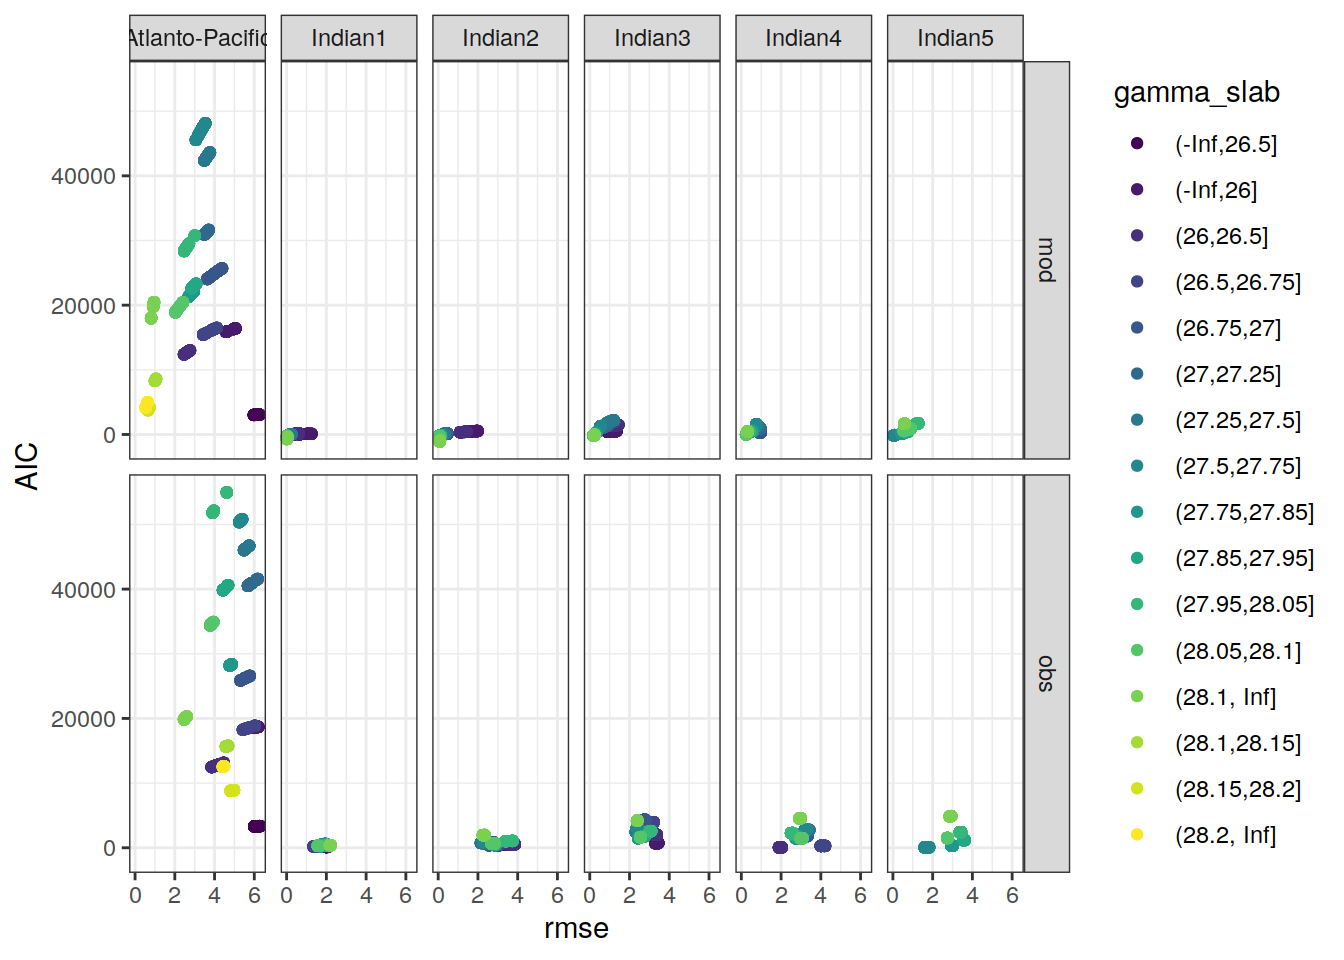 Atlanto-Pacific Indian1 Indian2 Indian3 Indian4 Indian5
gamma_slab
(-Inf,26.5]
(-Inf,26]
(26,26.5]
(26.5,26.75]
(26.75,27]
(27,27.25]
(27.25,27.5]
(27.5,27.75]
(27.75,27.85]
(27.85,27.95]
(27.95,28.05]
(28.05,28.1]
(28.1, Inf]
(28.1,28.15]
(28.15,28.2]
(28.2, Inf]
AIC
40000
20000
0
mod
40000
20000
0
obs
0 2 4 6 0 2 4 6 0 2 4 6 0 2 4 6 0 2 4 6 0 2 4 6
rmse